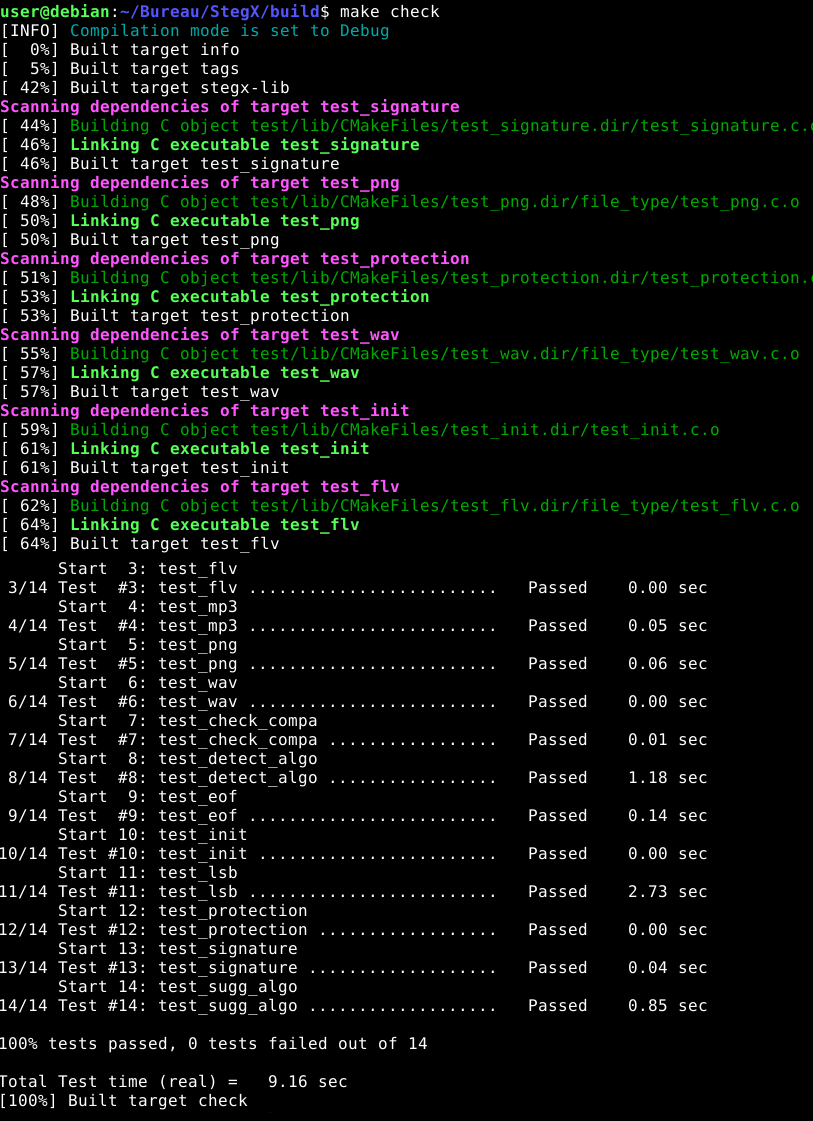 user@debian:~/Bureau/StegX/build$ make check
[INFO] Compilation mode is set to Debug
[  0%] Built target info
[  5%] Built target tags
[ 42%] Built target stegx-lib
Scanning dependencies of target test_signature
[ 44%] Building C object test/lib/CMakeFiles/test_signature.dir/test_signature.c.o
[ 46%] Linking C executable test_signature
[ 46%] Built target test_signature
Scanning dependencies of target test_png
[ 48%] Building C object test/lib/CMakeFiles/test_png.dir/file_type/test_png.c.o
[ 50%] Linking C executable test_png
[ 50%] Built target test_png
Scanning dependencies of target test_protection
[ 51%] Building C object test/lib/CMakeFiles/test_protection.dir/test_protection.c
[ 53%] Linking C executable test_protection
[ 53%] Built target test_protection
Scanning dependencies of target test_wav
[ 55%] Building C object test/lib/CMakeFiles/test_wav.dir/file_type/test_wav.c.o
[ 57%] Linking C executable test_wav
[ 57%] Built target test_wav
Scanning dependencies of target test_init
[ 59%] Building C object test/lib/CMakeFiles/test_init.dir/test_init.c.o
[ 61%] Linking C executable test_init
[ 61%] Built target test_init
Scanning dependencies of target test_flv
[ 62%] Building C object test/lib/CMakeFiles/test_flv.dir/file_type/test_flv.c.o
[ 64%] Linking C executable test_flv
[ 64%] Built target test_flv
      Start  3: test_flv
 3/14 Test  #3: test_flv .........................   Passed    0.00 sec
      Start  4: test_mp3
 4/14 Test  #4: test_mp3 .........................   Passed    0.05 sec
      Start  5: test_png
 5/14 Test  #5: test_png .........................   Passed    0.06 sec
      Start  6: test_wav
 6/14 Test  #6: test_wav .........................   Passed    0.00 sec
      Start  7: test_check_compa
 7/14 Test  #7: test_check_compa .................   Passed    0.01 sec
      Start  8: test_detect_algo
 8/14 Test  #8: test_detect_algo .................   Passed    1.18 sec
      Start  9: test_eof
 9/14 Test  #9: test_eof .........................   Passed    0.14 sec
      Start 10: test_init
10/14 Test #10: test_init ........................   Passed    0.00 sec
      Start 11: test_lsb
11/14 Test #11: test_lsb .........................   Passed    2.73 sec
      Start 12: test_protection
12/14 Test #12: test_protection ..................   Passed    0.00 sec
      Start 13: test_signature
13/14 Test #13: test_signature ...................   Passed    0.04 sec
      Start 14: test_sugg_algo
14/14 Test #14: test_sugg_algo ...................   Passed    0.85 sec
100% tests passed, 0 tests failed out of 14
Total Test time (real) =   9.16 sec
[100%] Built target check